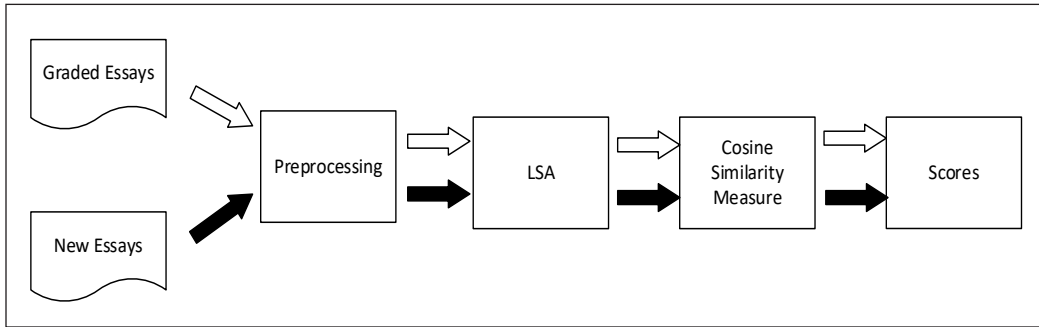 Graded Essays
New Essays
Preprocessing
LSA
Cosine
Similarity
Measure
Scores